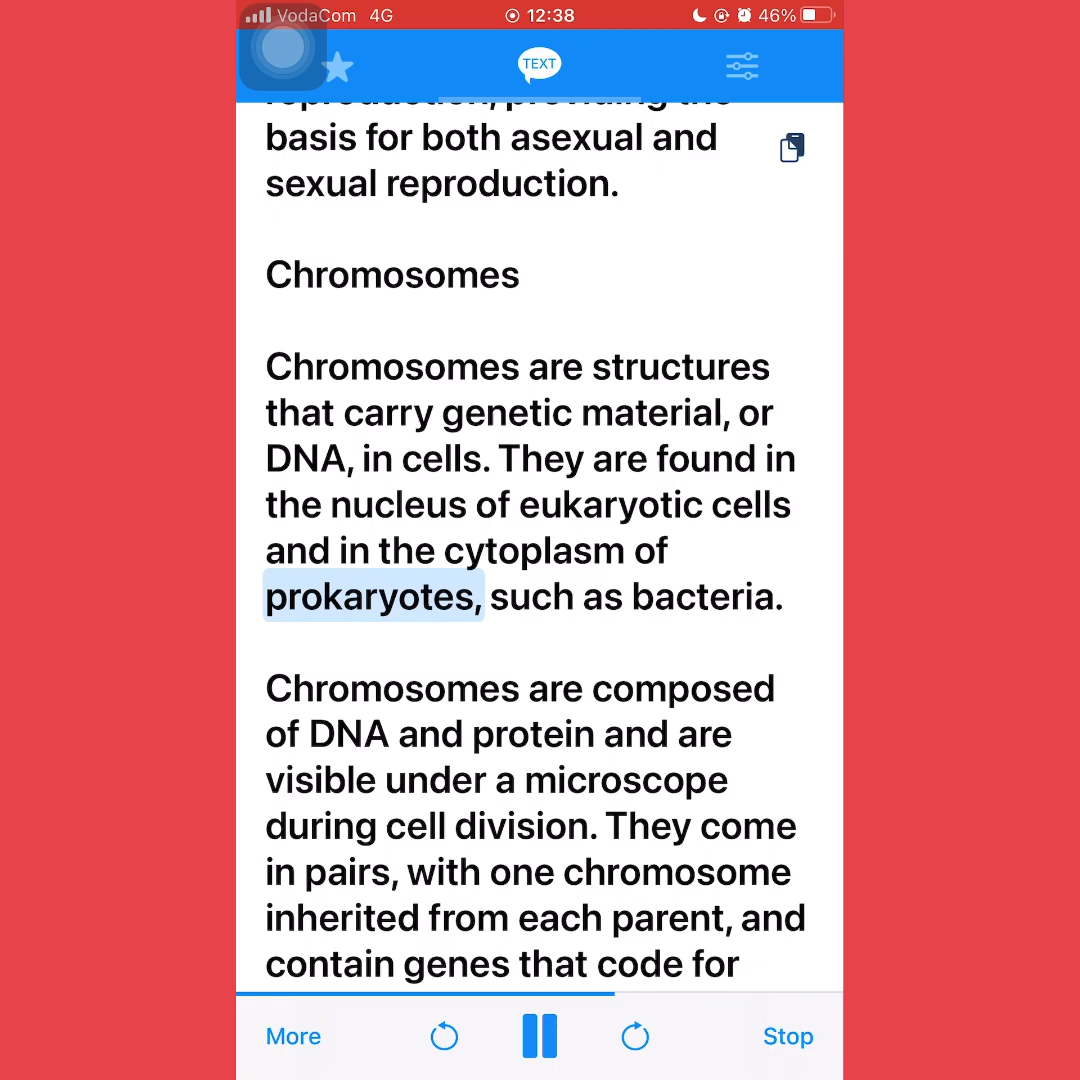 VodaCom 4G 12:38 46%
TEXT
reproduction, providing the
basis for both asexual and
sexual reproduction.
Chromosomes
Chromosomes are structures
that carry genetic material, or
DNA, in cells. They are found in
the nucleus of eukaryotic cells
and in the cytoplasm of
prokaryotes, such as bacteria.
Chromosomes are composed
of DNA and protein and are
visible under a microscope
during cell division. They come
in pairs, with one chromosome
inherited from each parent, and
contain genes that code for
More Stop